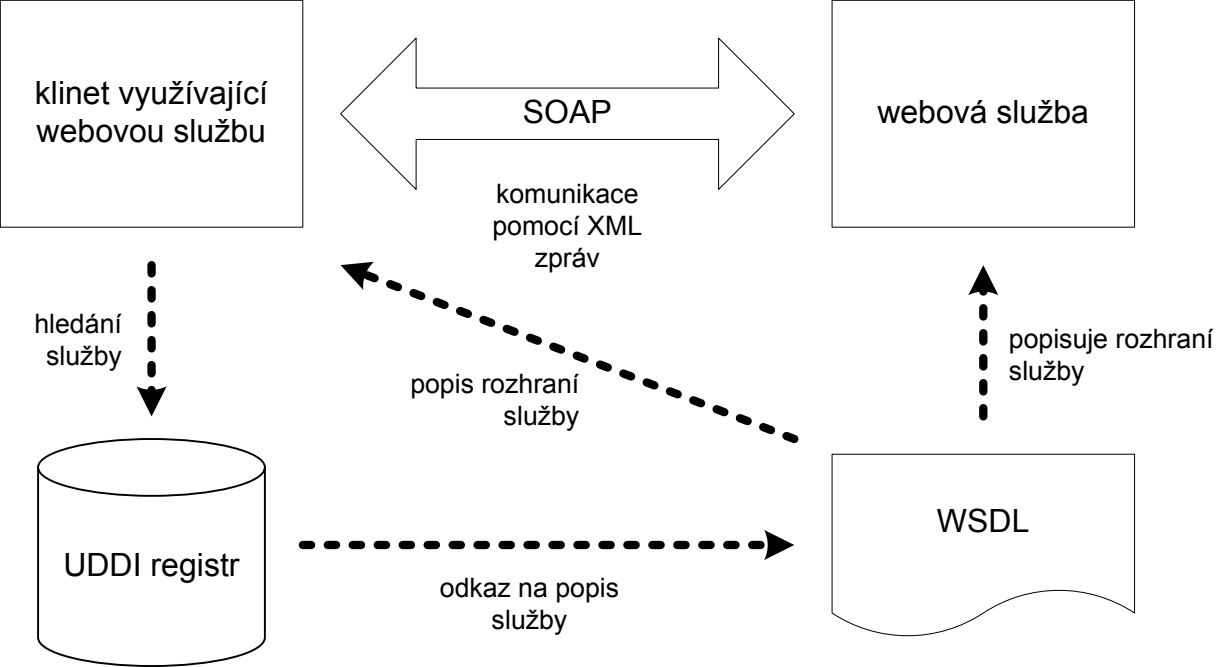 klinet využívající
webovou službu
SOAP
webová služba
komunikace
pomocí XML
zpráv
hledání
služby
popis rozhraní
služby
popisuje rozhraní
služby
UDDI registr
WSDL
odkaz na popis
služby